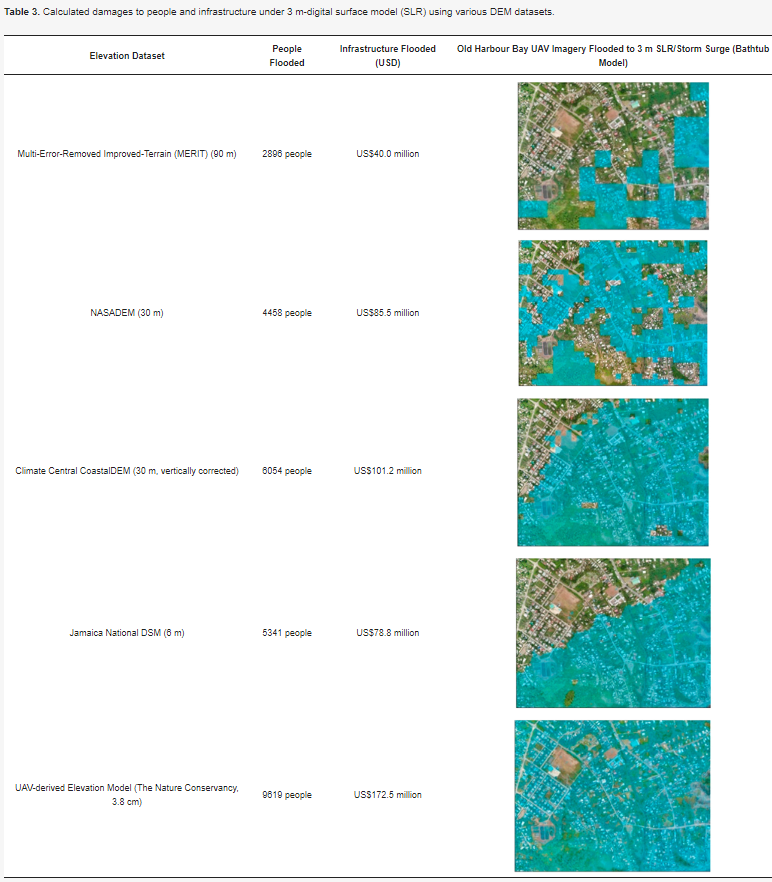 Table 3. Calculated damages to people and infrastructure under 3 m-digital surface model (SLR) using various DEM datasets.
Elevation Dataset
People
Flooded
Infrastructure Flooded
(USD)
Old Harbour Bay UAV Imagery Flooded to 3 m SLR/Storm Surge (Bathtub
Model)
Multi-Error-Removed Improved-Terrain (MERIT) (90 m)
2896 people
US$40.0 million
NASADEM (30 m)
4458 people
US$85.5 million
Climate Central CoastalDEM (30 m, vertically corrected)
6054 people
US$101.2 million
Jamaica National DSM (6 m)
5341 people
US$78.8 million
UAV-derived Elevation Model (The Nature Conservancy,
3.8 cm)
9619 people
US$172.5 million